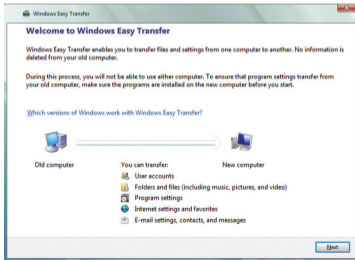 Windows Easy Transfer
Welcome to Windows Easy Transfer
Windows Easy Transfer enables you to transfer files and settings from one computer to another. No information is
deleted from your old computer.
During this process, you will not be able to use either computer. To ensure that program settings transfer from
your old computer, make sure the programs are installed on the new computer before you start.
Which versions of Windows work with Windows Easy Transfer?
Old computer
You can transfer:
New computer
User accounts
Folders and files (including music, pictures, and video)
Program settings
Internet settings and favorites
E-mail settings, contacts, and messages
Next